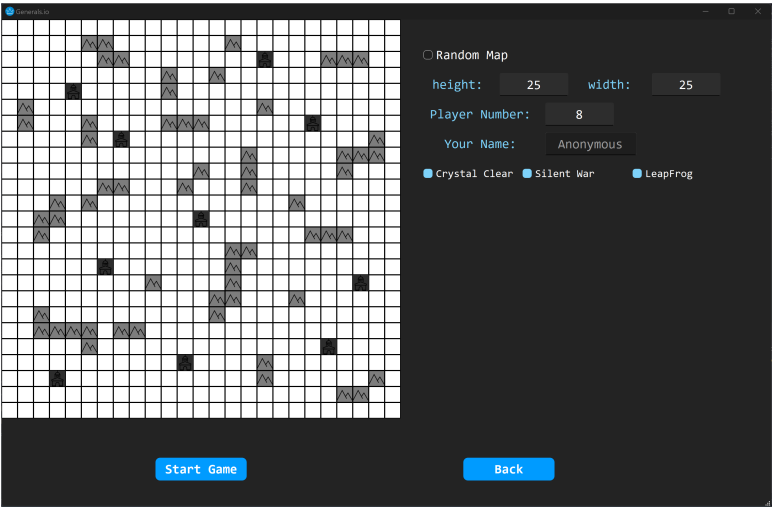 Generals.io
Random Map
height: 25 width: 25
Player Number: 8
Your Name: Anonymous
Crystal Clear Silent War LeapFrog
Start Game Back